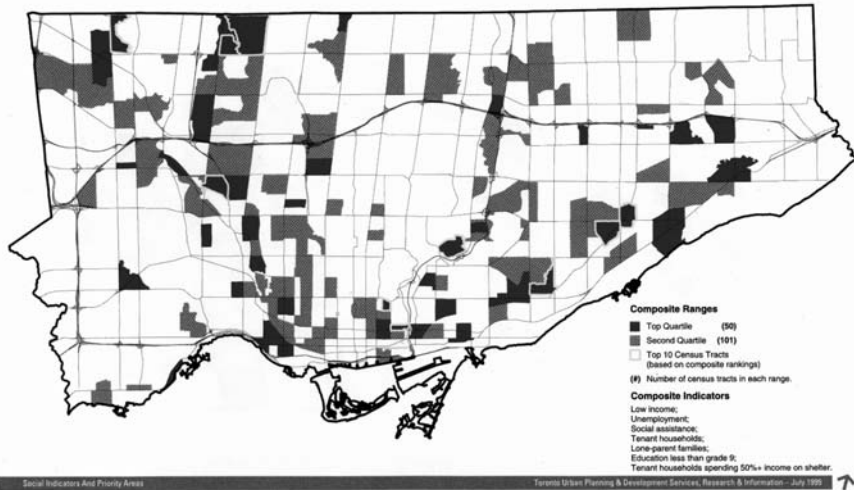 Composite Ranges
Top Quartile (50)
Second Quartile (101)
Top 10 Census Tracts
(based on composite rankings)
(#) Number of census tracts in each range.
Composite Indicators
Low income;
Unemployment;
Social assistance;
Tenant households;
Lone-parent families;
Education less than grade 9;
Tenant households spending 50%+ income on shelter.
Social Indicators And Priority Areas
Toronto Urban Planning & Development Services, Research & Information - July 1999